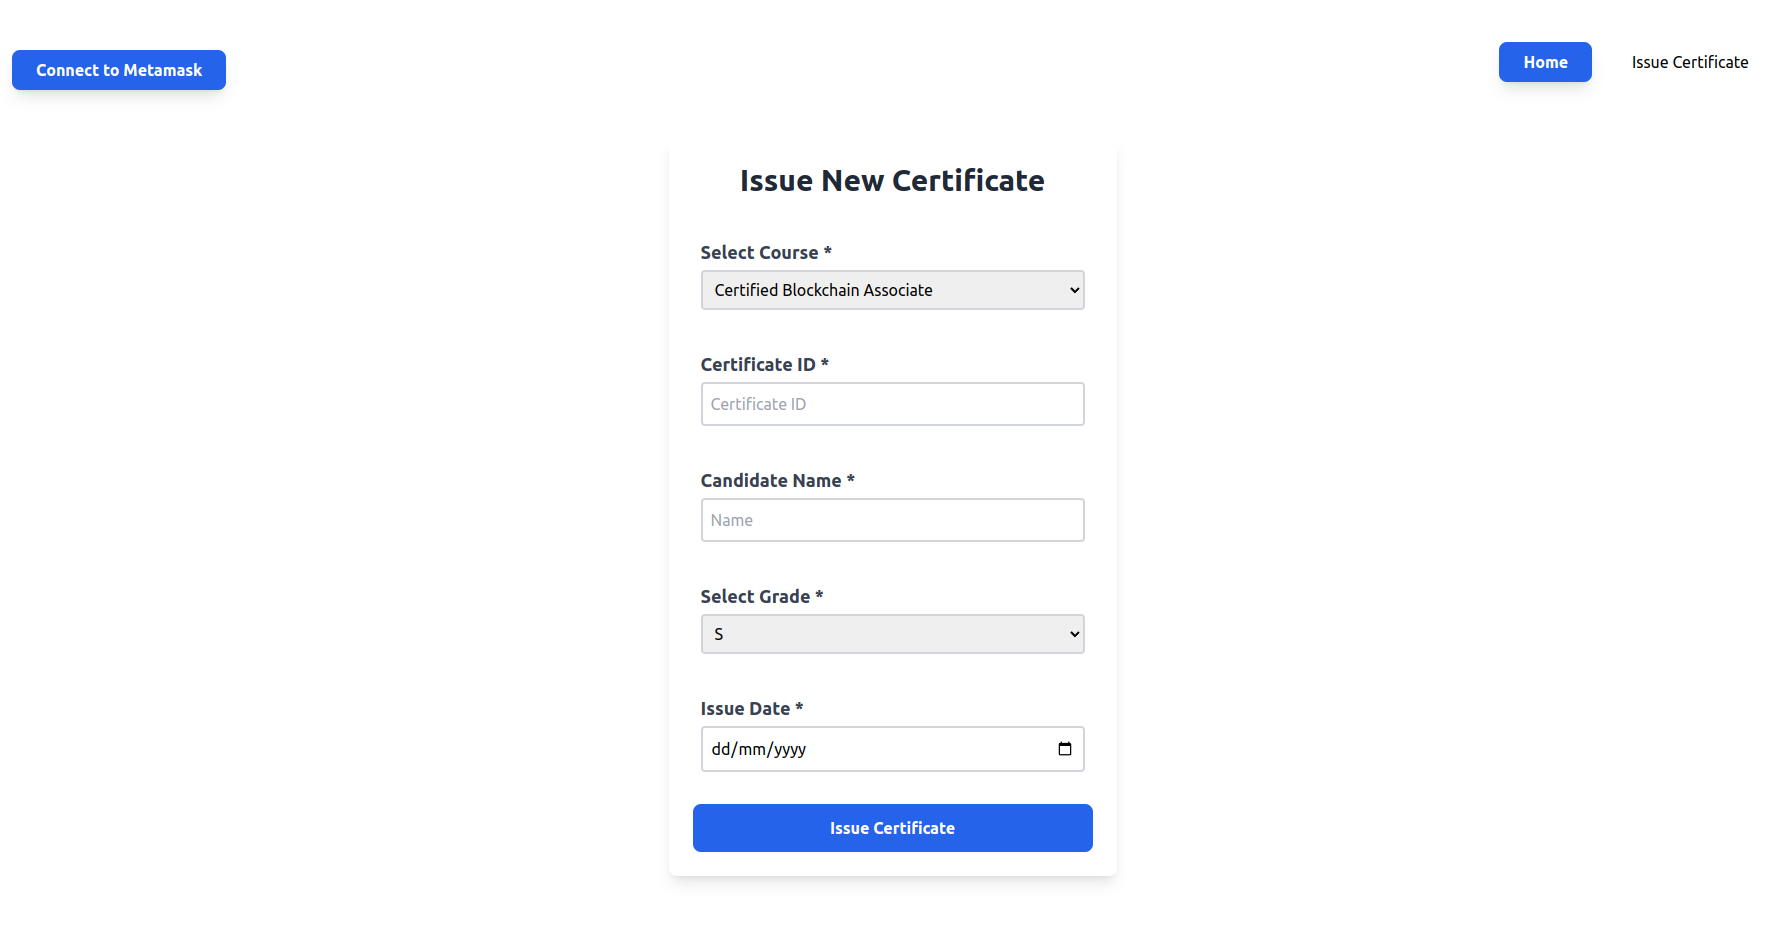 Connect to Metamask
Home
Issue Certificate
Issue New Certificate
Select Course *
Certified Blockchain Associate
Certificate ID *
Certificate ID
Candidate Name *
Name
Select Grade *
S
Issue Date *
dd/mm/yyyy
Issue Certificate